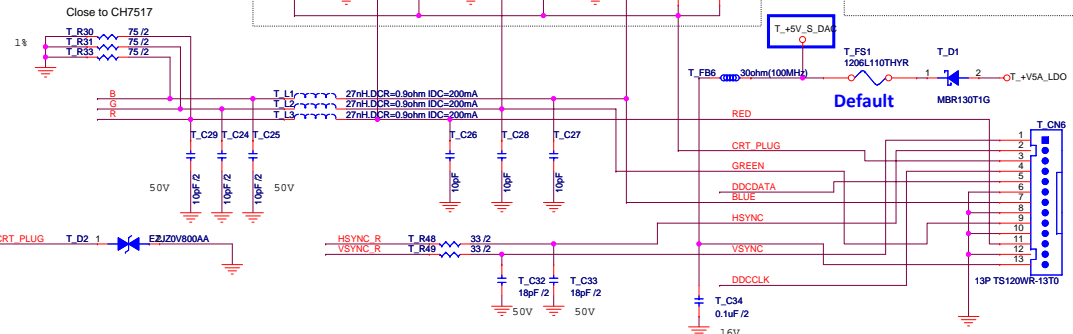 Close to CH7517
T_R30 75 /2
1% T_R31 75 /2
T_R33 75 /2
T_+5V_S_DAC
T_FS1 T_D1
1206L110THYR
T_FB6 30ohm(100MHz) 1 2 T_+V5A_LDO
Default MBR130T1G
B T_L1 27nH.DCR=0.9ohm IDC=200mA
G T_L2 27nH.DCR=0.9ohm IDC=200mA
R T_L3 27nH.DCR=0.9ohm IDC=200mA
RED T_CN6
T_C29 T_C24 T_C25 T_C26 T_C28 T_C27
1
CRT_PLUG 2
3
GREEN 4
5
50V 10pF /2 10pF /2 10pF /2 50V 10pF 10pF 10pF
DDCDATA 6
BLUE 7
8
HSYNC 9
10
CRT_PLUG T_D2 1 EZJZ0V800AA
HSYNC_R T_R48 33 /2
11
VSYNC_R T_R49 33 /2 VSYNC 12
13
T_C32 T_C33 DDCCLK 13P TS120WR-13T0
18pF /2 18pF /2
T_C34
50V 50V 0.1uF /2
16V